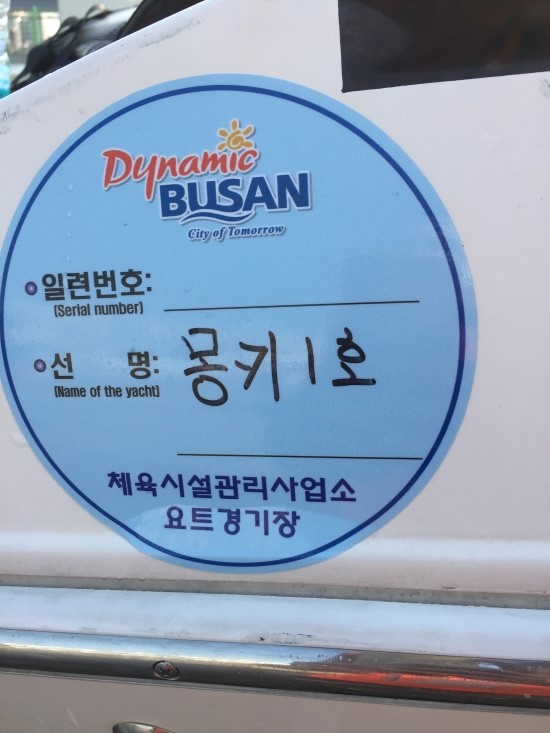 Dynamic
BUSAN
City of Tomorrow
일련번호:
(Serial number)
선 명: 몽키1호
(Name of the yacht)
체육시설관리사업소
요트경기장